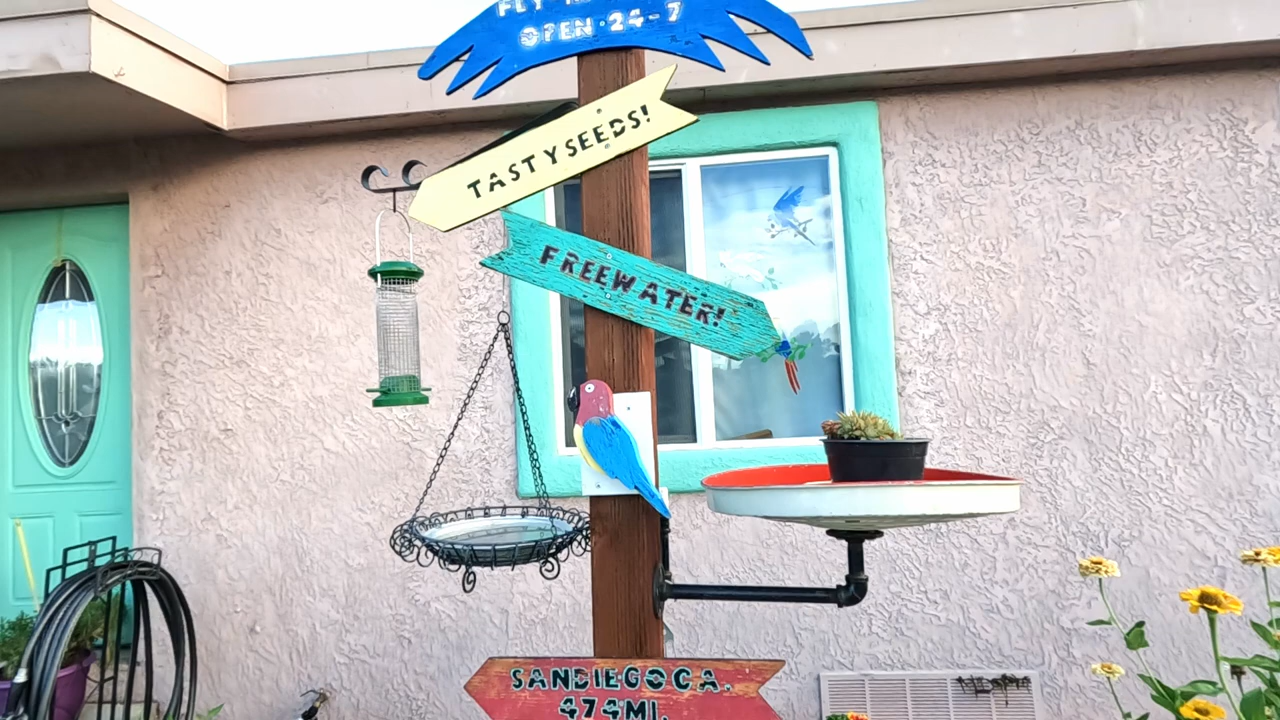 OPEN 24-7
TASTY SEEDS!
FREE WATER!
SAN DIEGO CA.
474 MI.